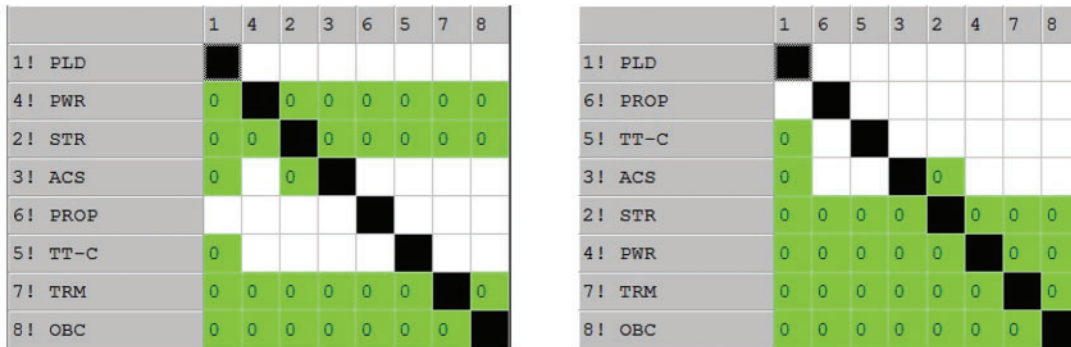 1 4 2 3 6 5 7 8
1! PLD
4! PWR 0 0 0 0 0 0 0
2! STR 0 0 0 0 0 0 0
3! ACS 0 0
6! PROP
5! TT-C 0
7! TRM 0 0 0 0 0 0 0
8! OBC 0 0 0 0 0 0 0
1 6 5 3 2 4 7 8
1! PLD
6! PROP
5! TT-C 0
3! ACS 0 0
2! STR 0 0 0 0 0 0 0
4! PWR 0 0 0 0 0 0 0
7! TRM 0 0 0 0 0 0 0
8! OBC 0 0 0 0 0 0 0